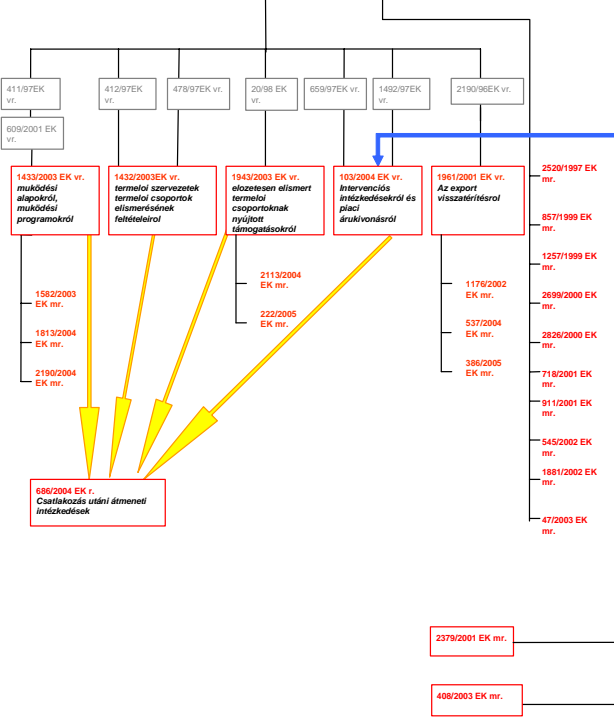 411/97EK
vr.
412/97EK
vr.
478/97EK vr.
20/98 EK
vr.
659/97EK vr.
1492/97EK
vr.
2190/96EK vr.
609/2001 EK
vr.
1433/2003 EK vr.
muködési
alapokról,
muködési
programokról
1432/2003EK vr.
termeloi szervezetek
termeloi csoportok
elismerésének
feltételeirol
1943/2003 EK vr.
elozetesen elismert
termeloi
csoportoknak
nyújtott
támogatásokról
103/2004 EK vr.
Intervenciós
intézkedésekról és
piaci
árukivonásról
1961/2001 EK vr.
Az export
visszatérítésrol
1582/2003
EK mr.
1813/2004
EK mr.
2190/2004
EK mr.
2113/2004
EK mr.
222/2005
EK mr.
1176/2002
EK mr.
537/2004
EK mr.
386/2005
EK mr.
2520/1997 EK
mr.
857/1999 EK
mr.
1257/1999 EK
mr.
2699/2000 EK
mr.
2826/2000 EK
mr.
718/2001 EK
mr.
911/2001 EK
mr.
545/2002 EK
mr.
1881/2002 EK
mr.
47/2003 EK
mr.
686/2004 EK r.
Csatlakozás utáni átmeneti
intézkedések
2379/2001 EK mr.
408/2003 EK mr.